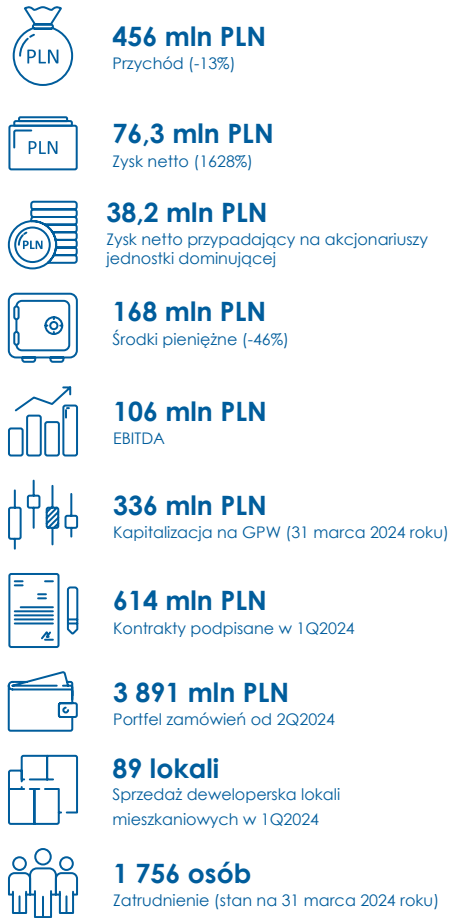 PLN
456 mln PLN
Przychód (-13%)
PLN
76,3 mln PLN
Zysk netto (1628%)
PLN
38,2 mln PLN
Zysk netto przypadający na akcjonariuszy
jednostki dominującej
168 mln PLN
Środki pieniężne (-46%)
106 mln PLN
EBITDA
336 mln PLN
Kapitalizacja na GPW (31 marca 2024 roku)
614 mln PLN
Kontrakty podpisane w 1Q2024
3 891 mln PLN
Portfel zamówień od 2Q2024
89 lokali
Sprzedaż deweloperska lokali
mieszkaniowych w 1Q2024
1 756 osób
Zatrudnienie (stan na 31 marca 2024 roku)